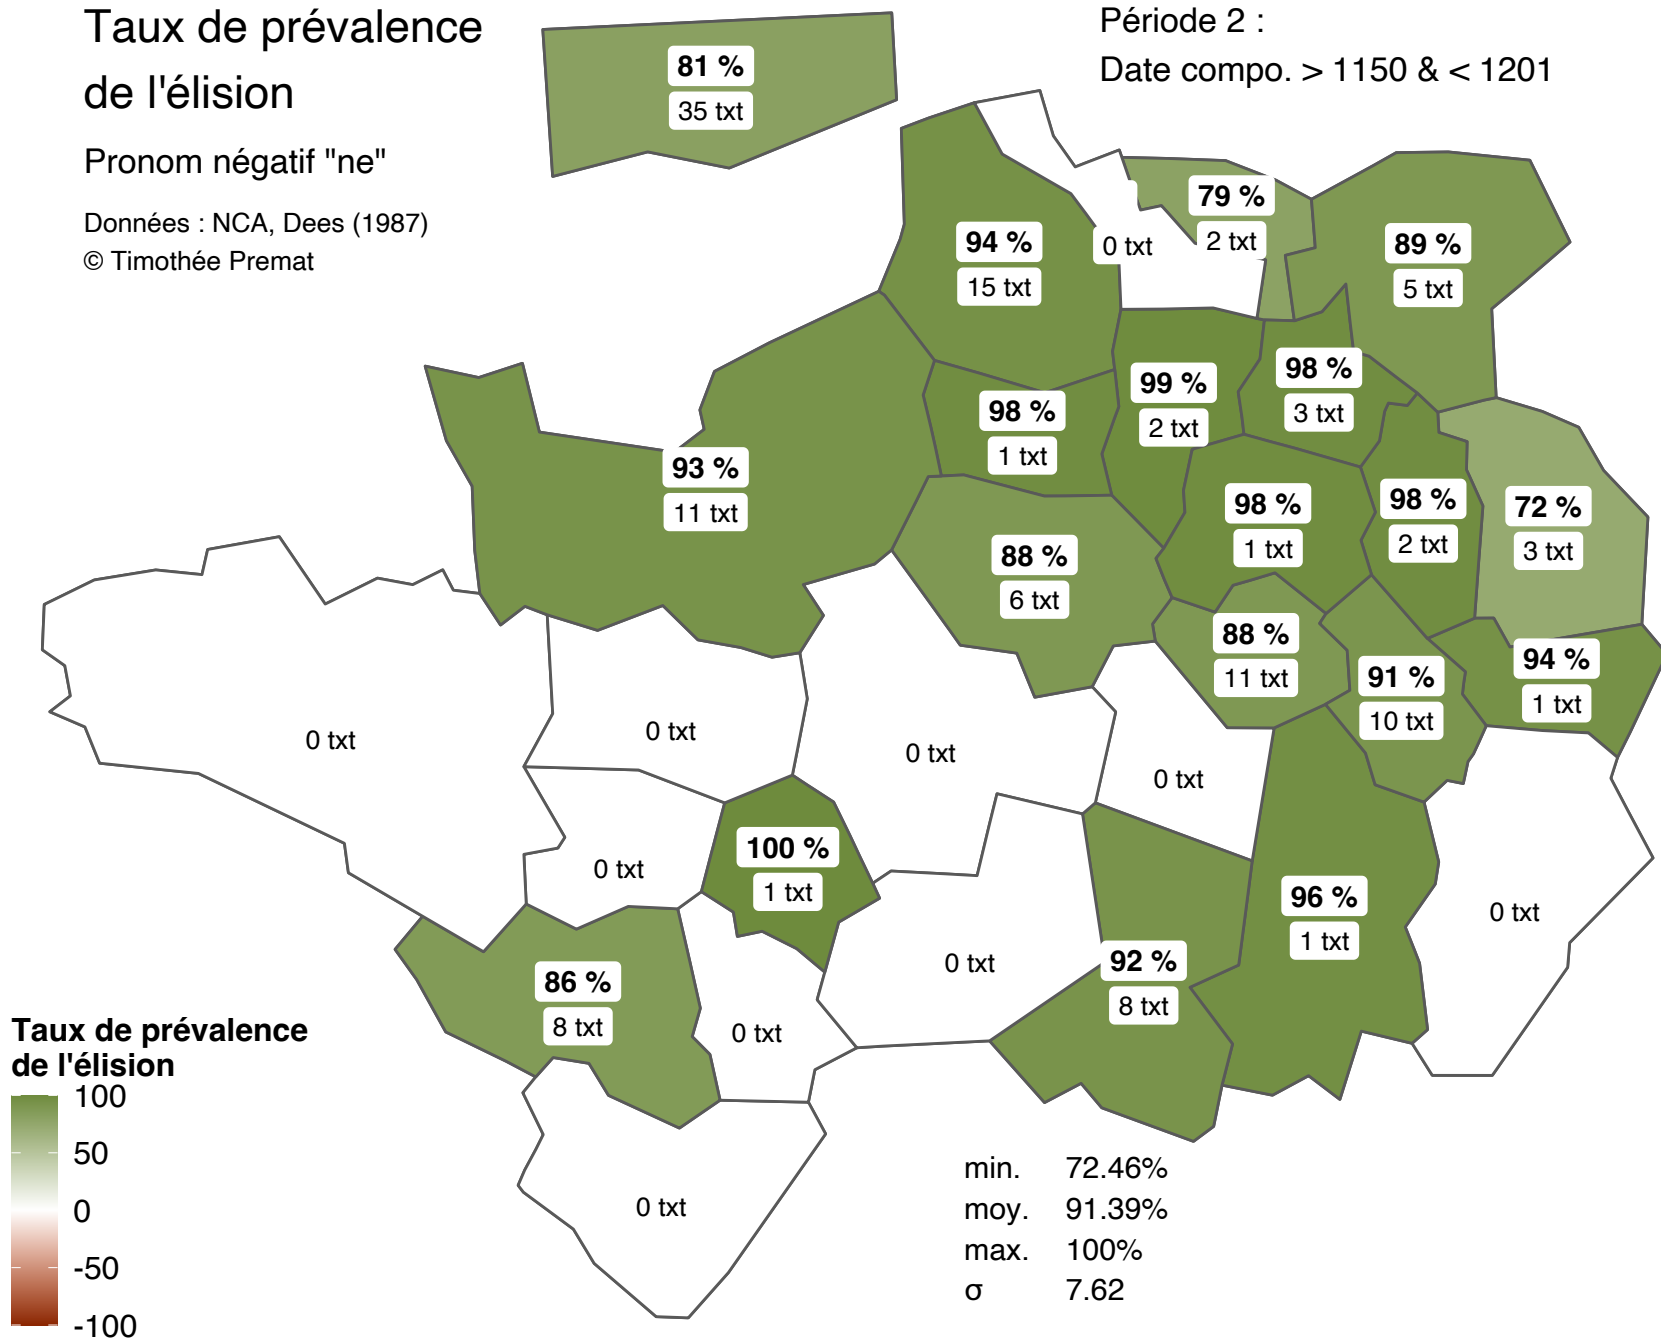 Taux de prévalence
de l'élision
Pronom négatif "ne"
Données : NCA, Dees (1987)
© Timothée Premat
Période 2 :
Date compo. > 1150 & < 1201
81 %
35 txt
79 %
2 txt
94 %
15 txt
0 txt
89 %
5 txt
98 %
3 txt
99 %
2 txt
98 %
1 txt
93 %
11 txt
98 %
1 txt
98 %
2 txt
72 %
3 txt
88 %
6 txt
88 %
11 txt
91 %
10 txt
94 %
1 txt
0 txt
0 txt
0 txt
0 txt
100 %
1 txt
0 txt
96 %
1 txt
0 txt
92 %
8 txt
0 txt
86 %
8 txt
0 txt
0 txt
Taux de prévalence
de l'élision
100
50
0
-50
-100
min. 72.46%
moy. 91.39%
max. 100%
σ 7.62